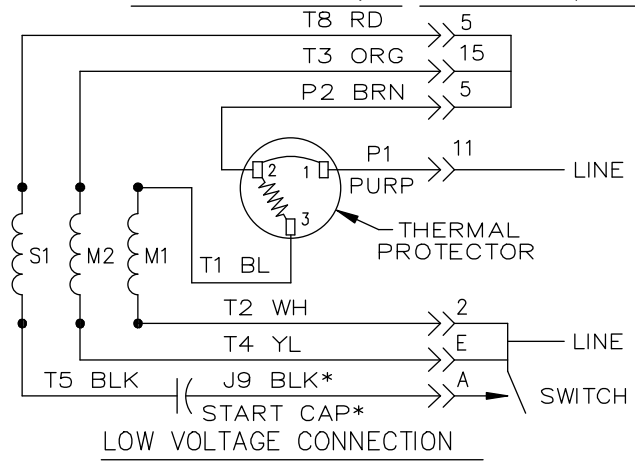 T8 RD 5
T3 ORG 15
P2 BRN 5
2 1 P1 11 LINE
PURP
3
THERMAL
PROTECTOR
S1 M2 M1
T1 BL
T2 WH 2
LINE
T4 YL E
T5 BLK J9 BLK* A
SWITCH
START CAP*
LOW VOLTAGE CONNECTION